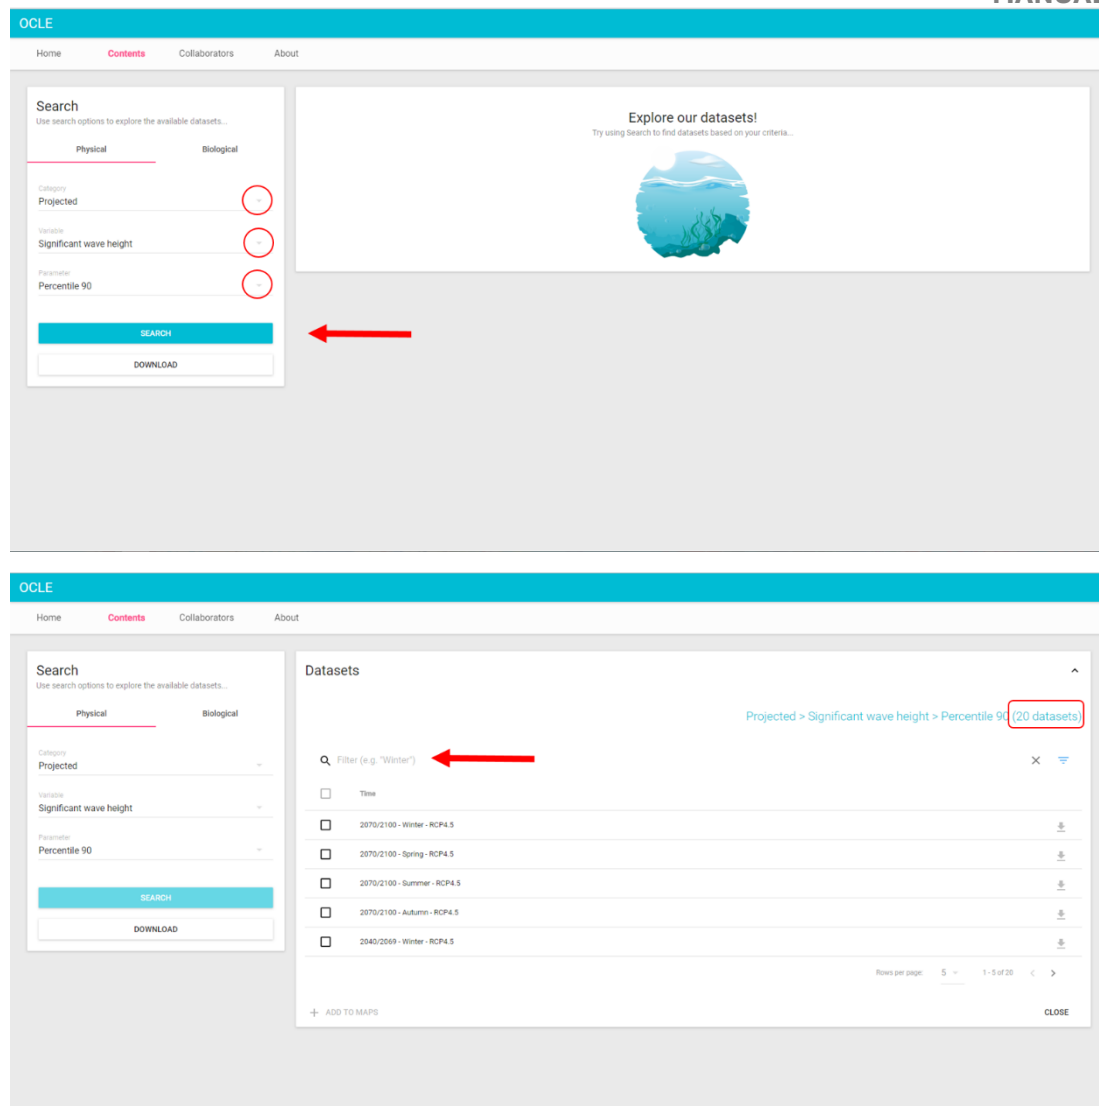 MANUAL
OCLE
Home Contents Collaborators About
Search
Use search options to explore the available datasets...
Physical Biological
Category
Projected
Variable
Significant wave height
Parameter
Percentile 90
SEARCH
DOWNLOAD
Explore our datasets!
Try using Search to find datasets based on your criteria...
OCLE
Home Contents Collaborators About
Search
Use search options to explore the available datasets...
Physical Biological
Category
Projected
Variable
Significant wave height
Parameter
Percentile 90
SEARCH
DOWNLOAD
Datasets
Projected > Significant wave height > Percentile 90 (20 datasets)
Filter (e.g. "Winter")
Time
2070/2100 - Winter - RCP4.5
2070/2100 - Spring - RCP4.5
2070/2100 - Summer - RCP4.5
2070/2100 - Autumn - RCP4.5
2040/2069 - Winter - RCP4.5
Rows per page: 5 1 - 5 of 20
+ ADD TO MAPS CLOSE